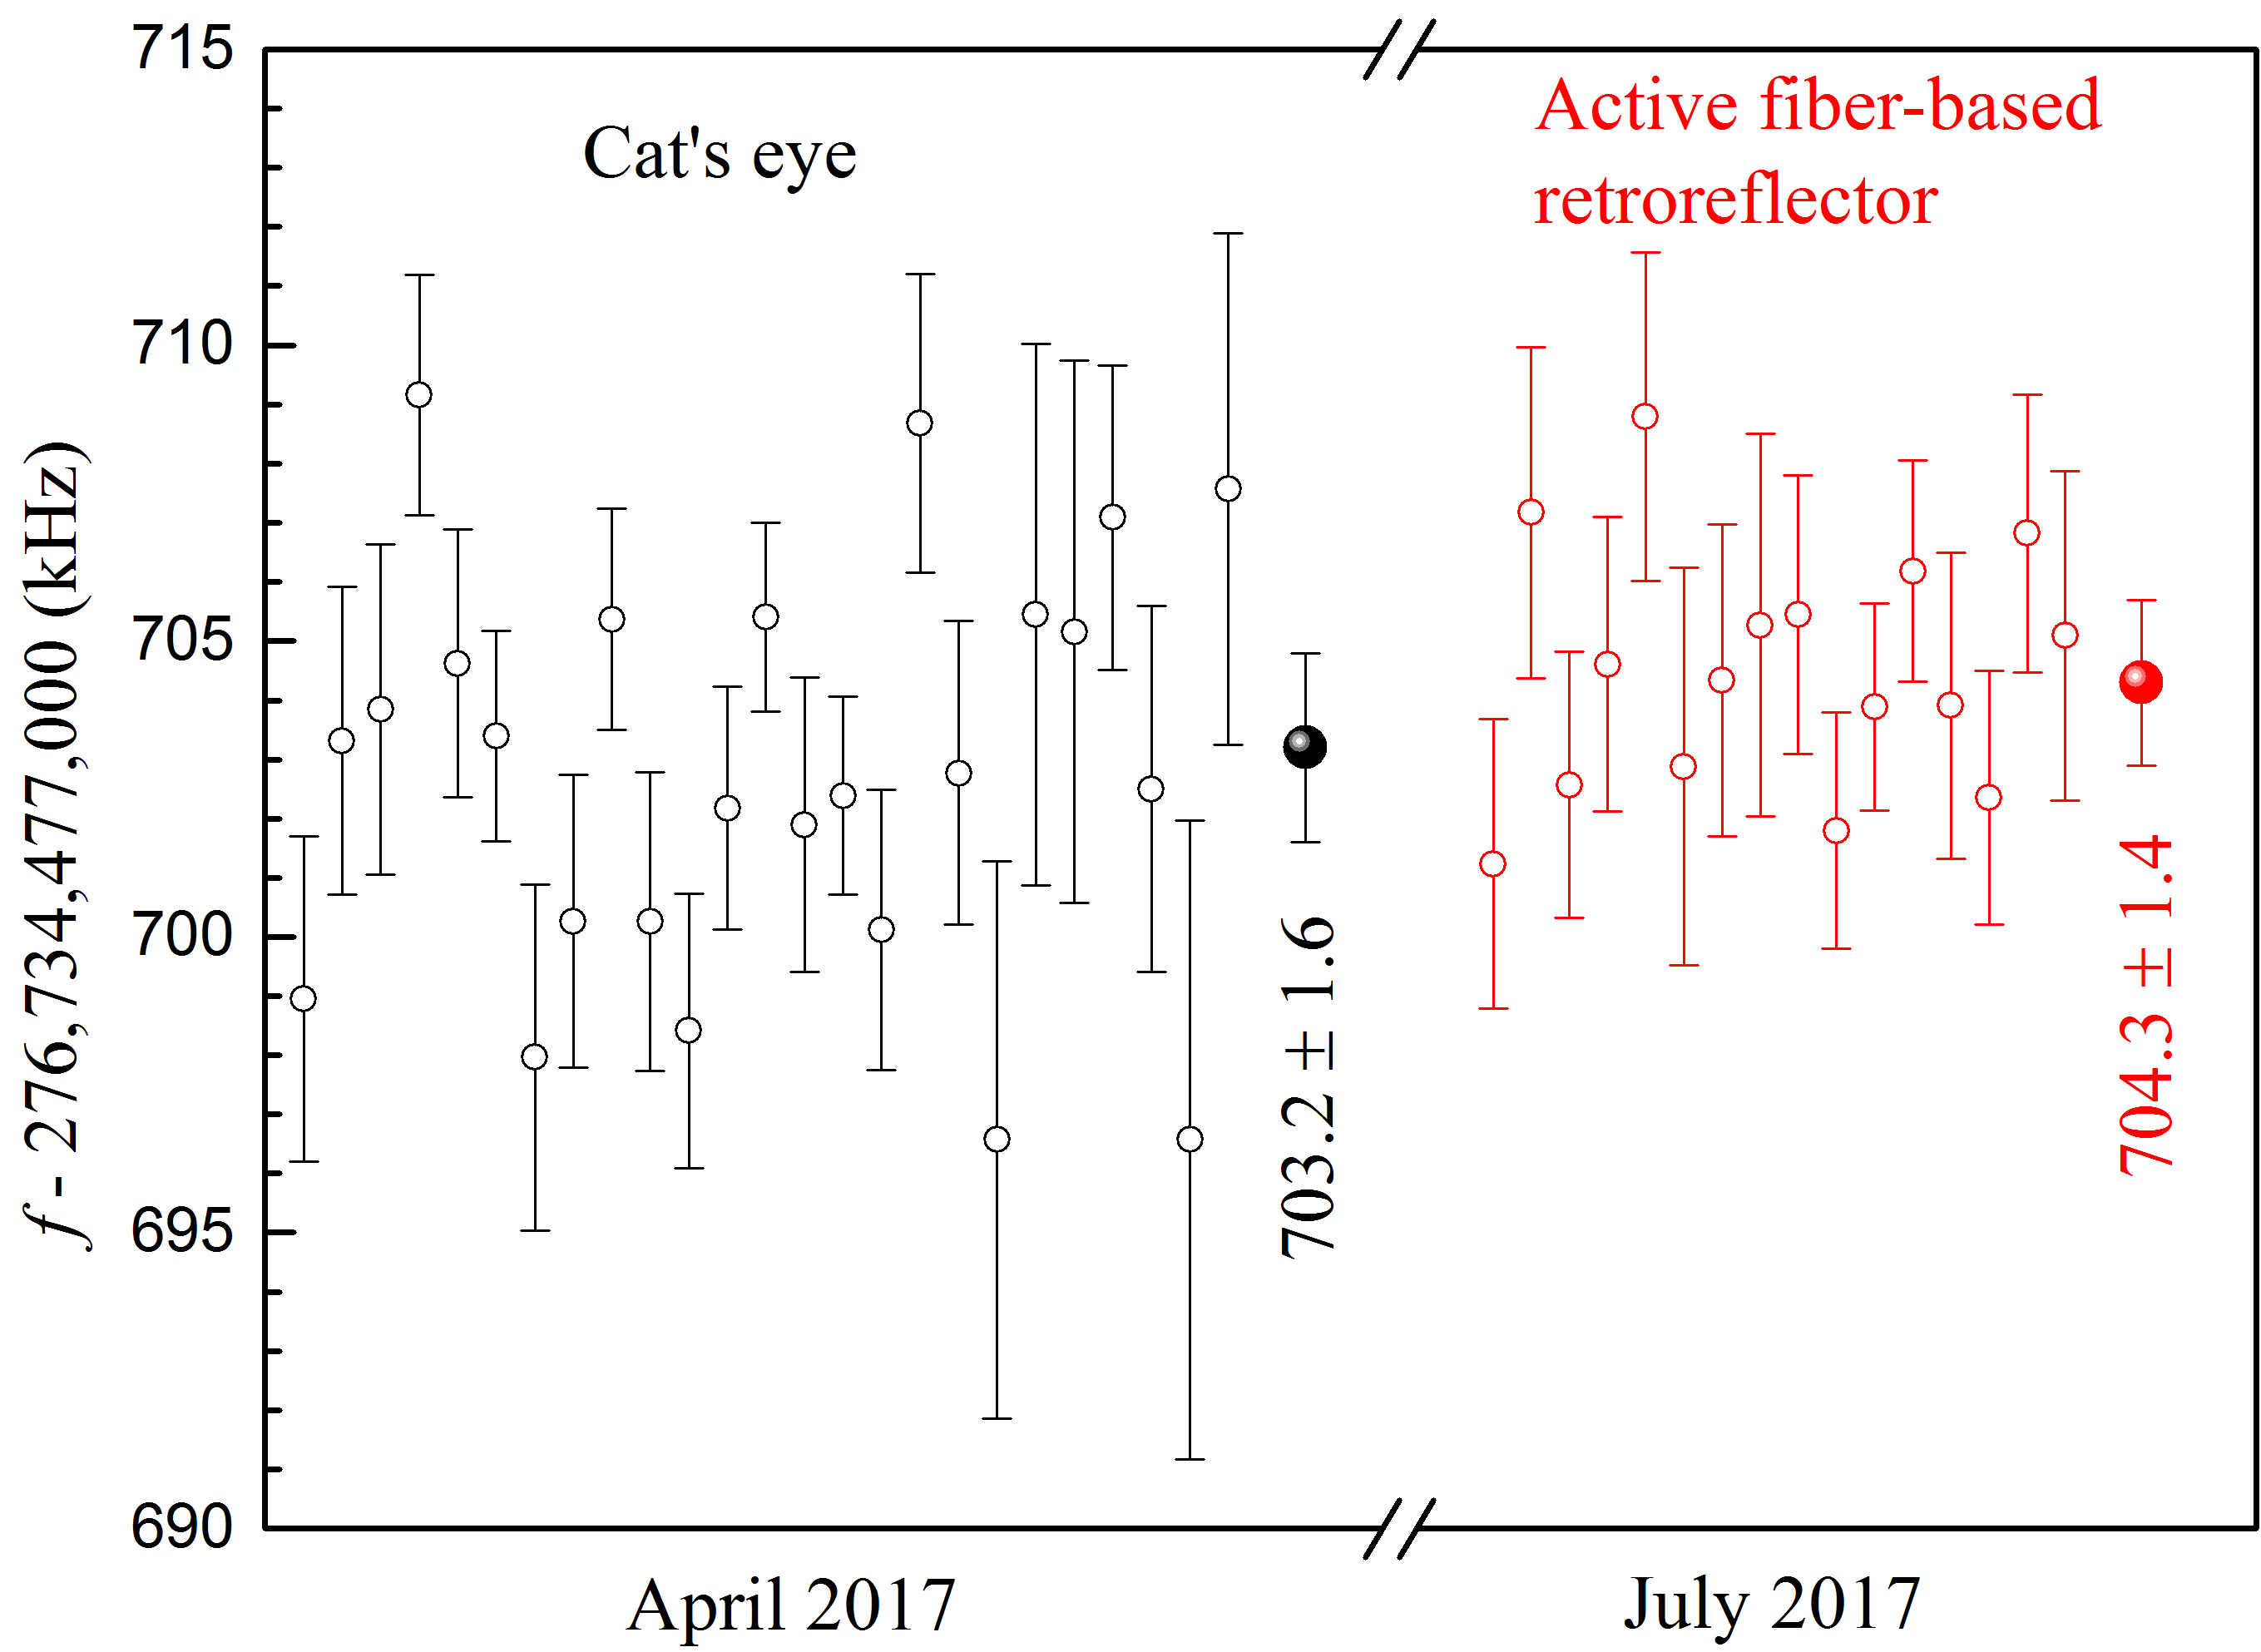 715
710
705
700
695
690
f - 276,734,477,000 (kHz)
Cat's eye
Active fiber-based
retroreflector
703.2 ± 1.6
704.3 ± 1.4
April 2017
July 2017